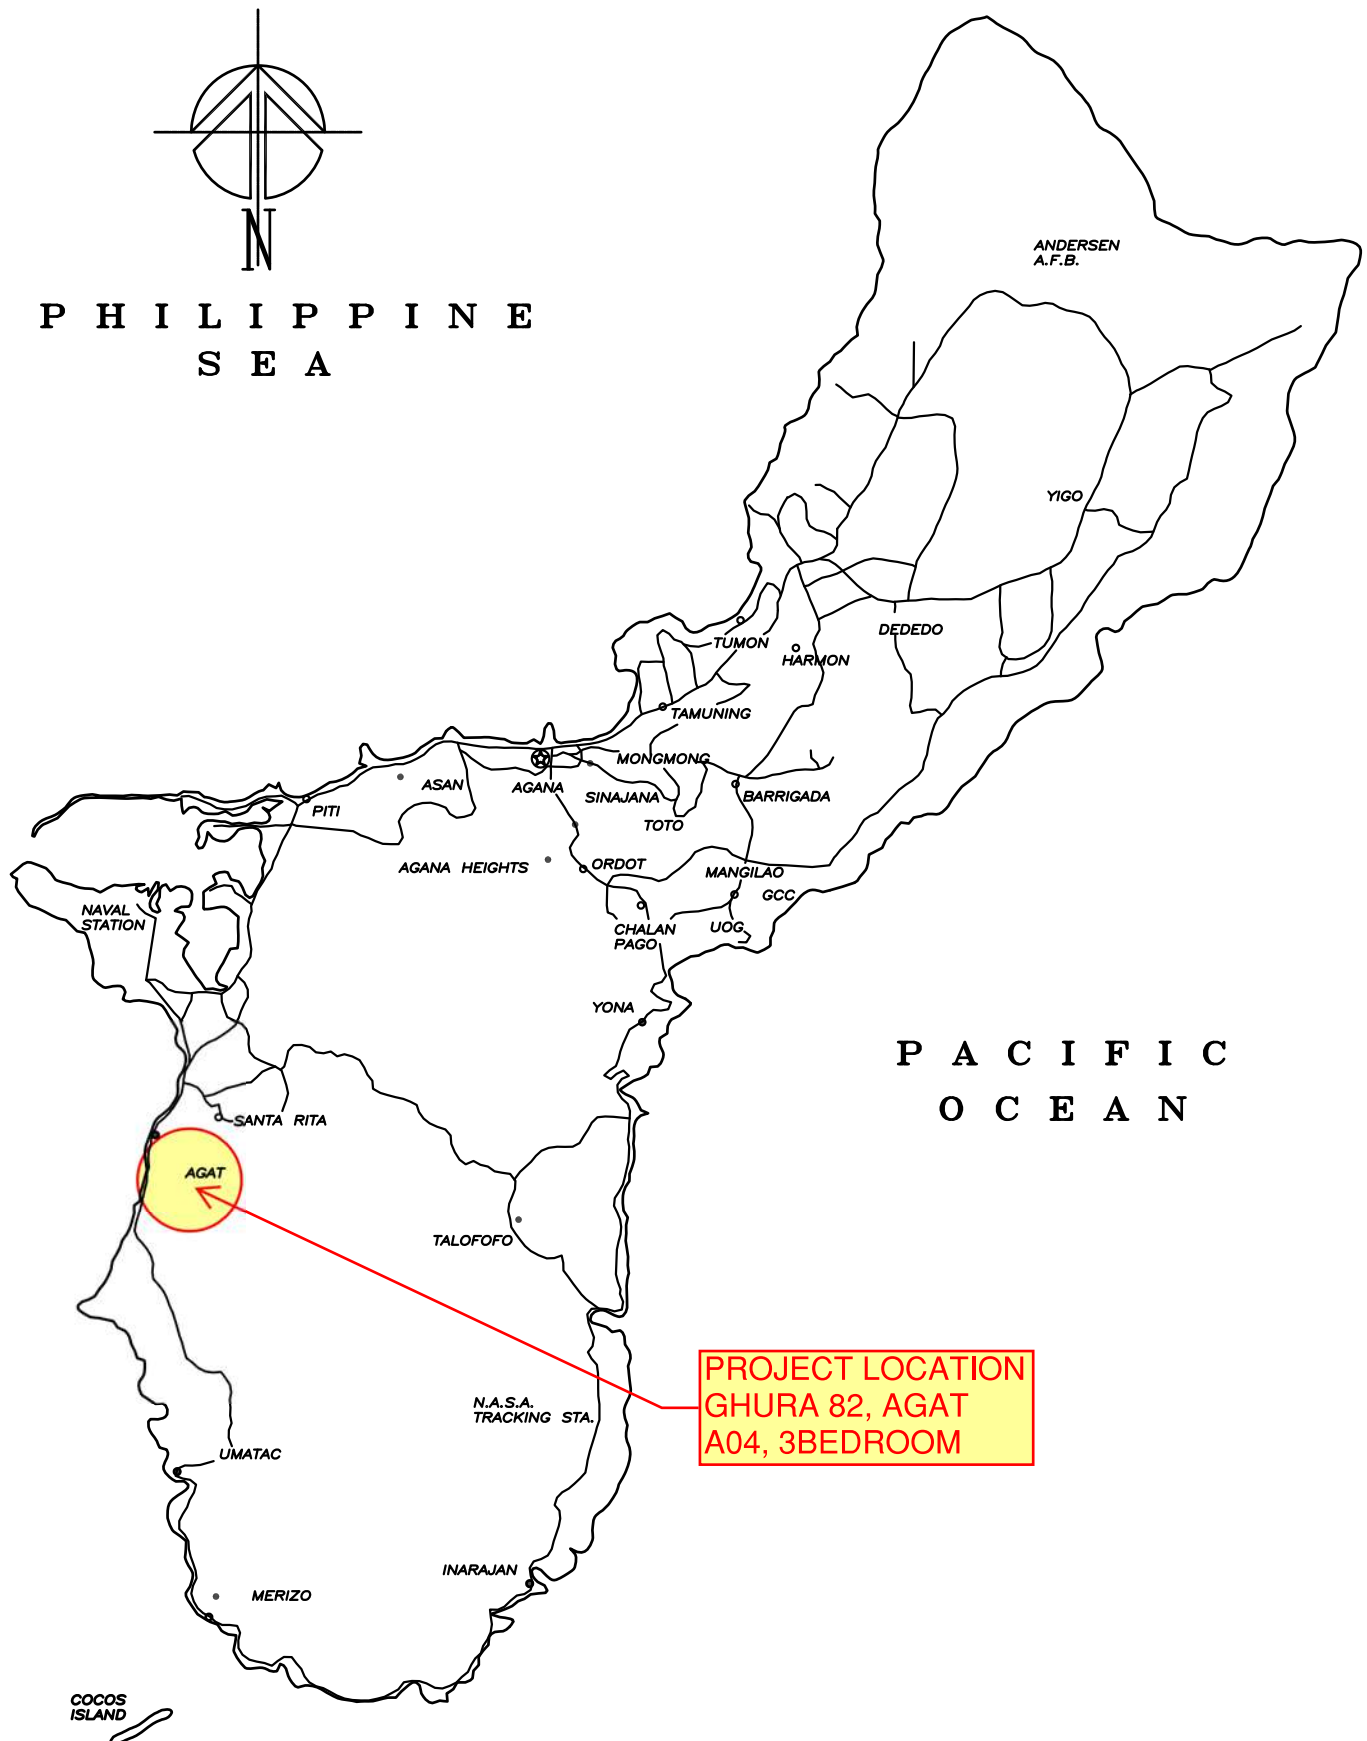 N
PHILIPPINE
SEA
ANDERSEN
A.F.B.
YIGO
DEDEDO
TUMON
HARMON
TAMUNING
MONGMONG
ASAN
AGANA
SINAJANA
BARRIGADA
PITI
TOTO
AGANA HEIGHTS
ORDOT
MANGILAO
GCC
NAVAL
STATION
CHALAN
PAGO
UOG
YONA
PACIFIC
OCEAN
SANTA RITA
AGAT
TALOFOFO
PROJECT LOCATION
GHURA 82, AGAT
A04, 3BEDROOM
N.A.S.A.
TRACKING STA.
UMATAC
INARAJAN
MERIZO
COCOS
ISLAND